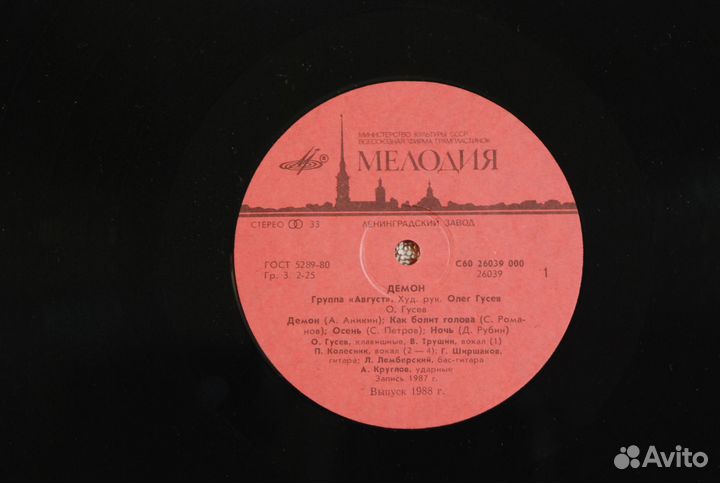 МИНИСТЕРСТВО КУЛЬТУРЫ СССР
ВСЕСОЮЗНАЯ ФИРМА ГРАМПЛАСТИНОК
МЕЛОДИЯ
СТЕРЕО 33 ЛЕНИНГРАДСКИЙ ЗАВОД
ГОСТ 5289-80 С60 26039 000
Гр. 3. 2-25 26039 1
ДЕМОН
Группа «Август». Худ. рук. Олег Гусев
О. Гусев
Демон (А. Аникин); Как болит голова (С. Рома-
нов); Осень (С. Петров); Ночь (Д. Рубин)
О. Гусев, клавишные, В. Трушин, вокал (1)
П. Колесник, вокал (2—4); Г. Ширшаков,
гитара; Л. Лемберский, бас-гитара
А. Круглов, ударные
Запись 1987 г.
Выпуск 1988 г.
Avito